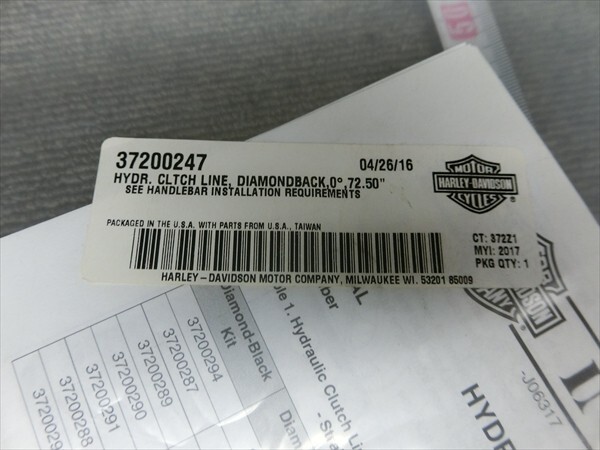 37200247
04/26/16
HYDR. CLTCH LINE, DIAMONDBACK,0°,72.50"
SEE HANDLEBAR INSTALLATION REQUIREMENTS
MOTOR
HARLEY-DAVIDSON
CYCLES
®
PACKAGED IN THE U.S.A. WITH PARTS FROM U.S.A., TAIWAN
CT: 372Z1
MYI: 2017
PKG QTY: 1
HARLEY-DAVIDSON MOTOR COMPANY, MILWAUKEE WI. 53201 85009
-J06317
HYDR
Hydraulic Clutch Lin
Diamond-Black
Kit
37200294
37200287
37200289
37200290
37200291
37200288